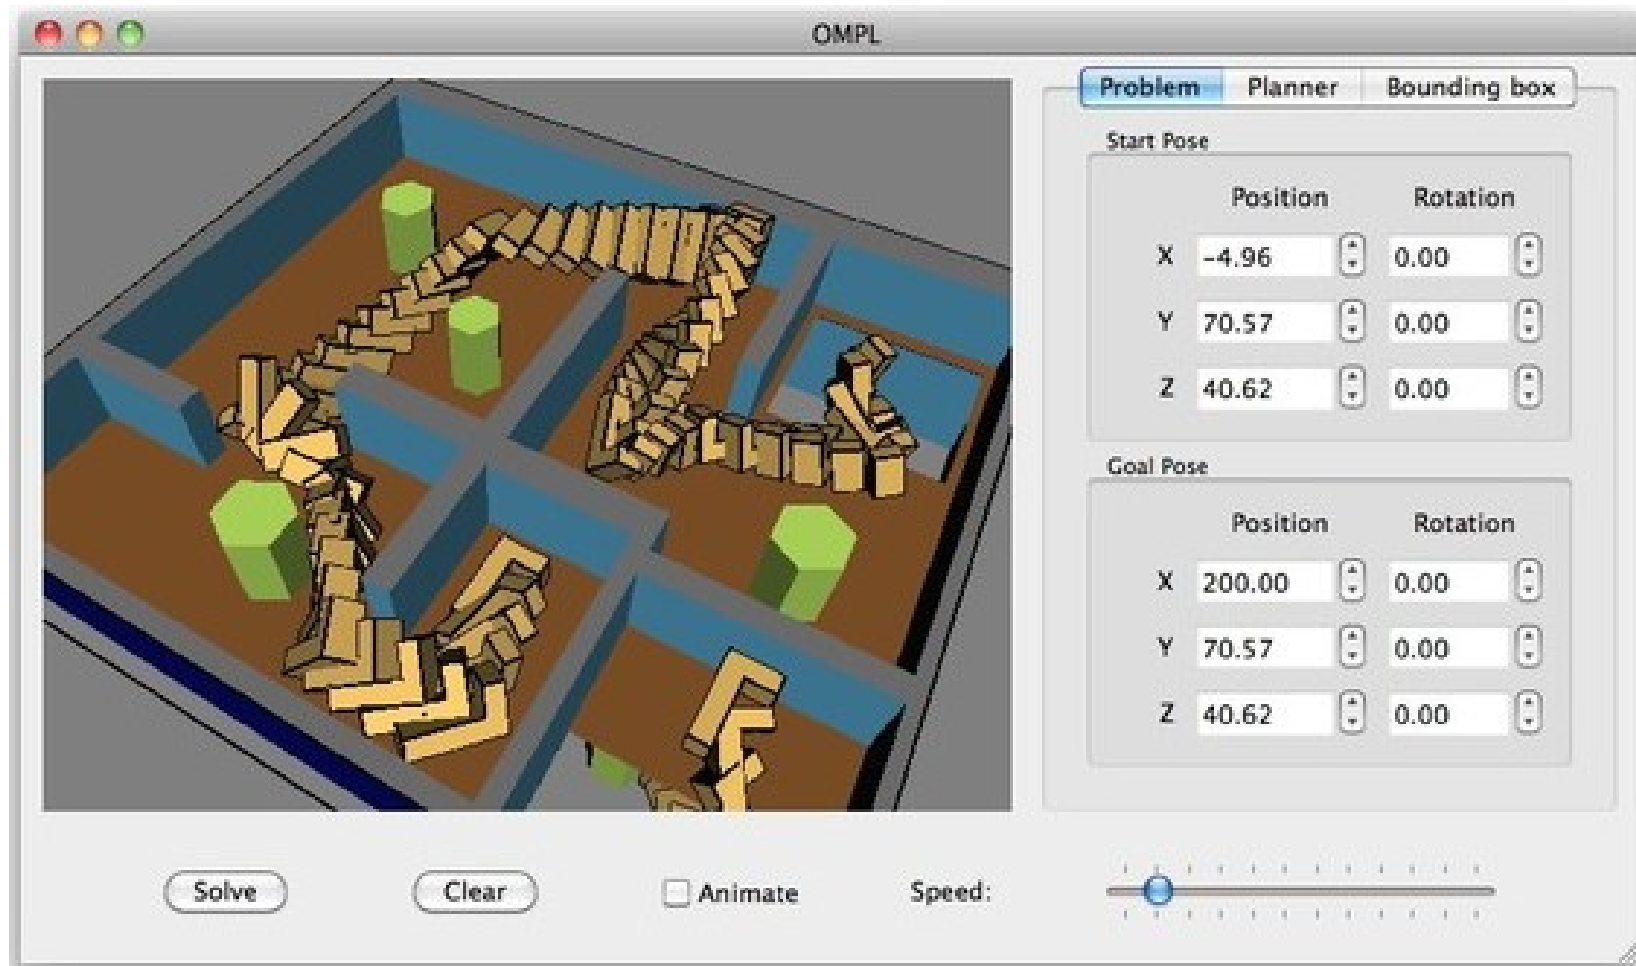 OMPL
Problem Planner Bounding box
Start Pose
Position Rotation
X -4.96 0.00
Y 70.57 0.00
Z 40.62 0.00
Goal Pose
Position Rotation
X 200.00 0.00
Y 70.57 0.00
Z 40.62 0.00
Solve Clear Animate Speed: